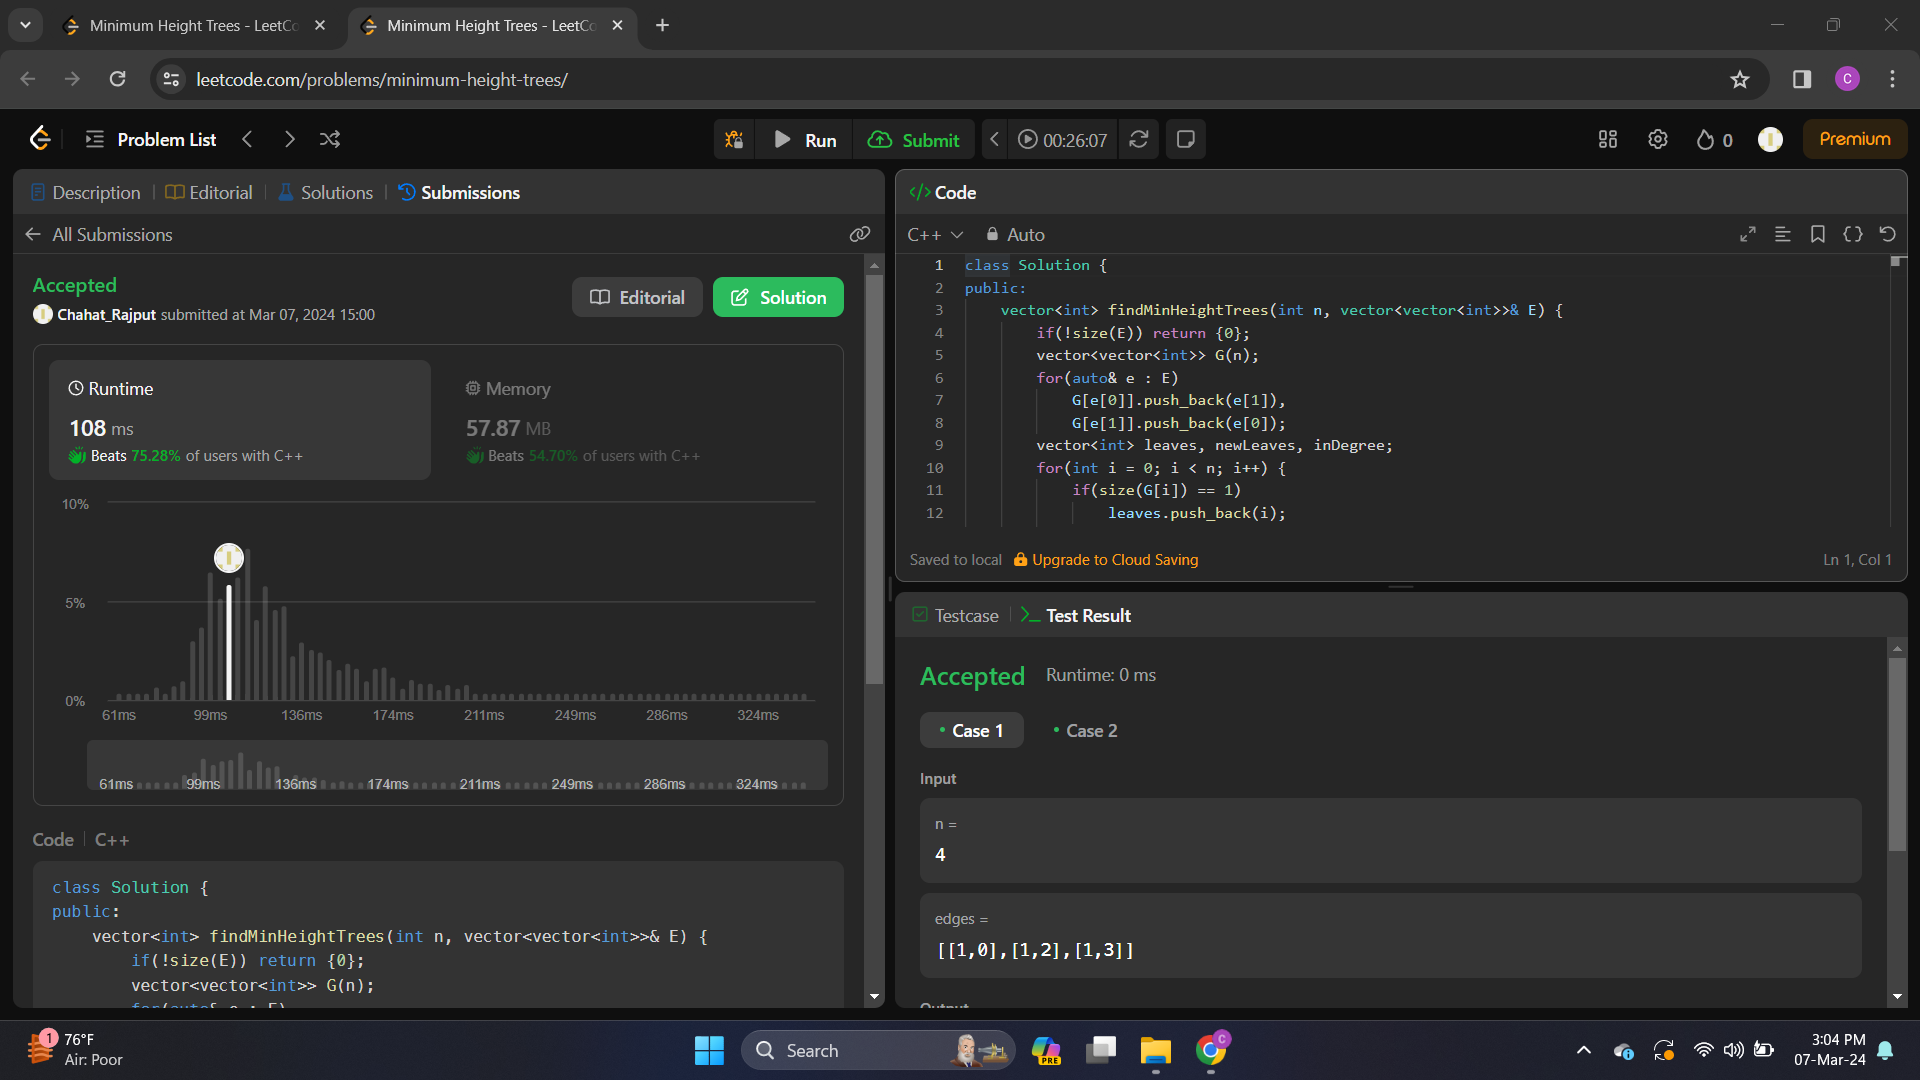 Minimum Height Trees - LeetCo
Minimum Height Trees - LeetCo
leetcode.com/problems/minimum-height-trees/
C
Problem List
Run
Submit
00:26:07
0
Premium
Description
Editorial
Solutions
Submissions
All Submissions
Accepted
Chahat_Rajput submitted at Mar 07, 2024 15:00
Editorial
Solution
Runtime
108 ms
Beats 75.28% of users with C++
Memory
57.87 MB
Beats 54.70% of users with C++
10%
5%
0%
61ms 99ms 136ms 174ms 211ms 249ms 286ms 324ms
61ms 99ms 136ms 174ms 211ms 249ms 286ms 324ms
Code
C++
class Solution {
public:
    vector<int> findMinHeightTrees(int n, vector<vector<int>>& E) {
        if(!size(E)) return {0};
        vector<vector<int>> G(n);
Code
C++
Auto
1 class Solution {
2 public:
3     vector<int> findMinHeightTrees(int n, vector<vector<int>>& E) {
4         if(!size(E)) return {0};
5         vector<vector<int>> G(n);
6         for(auto& e : E)
7             G[e[0]].push_back(e[1]),
8             G[e[1]].push_back(e[0]);
9         vector<int> leaves, newLeaves, inDegree;
10         for(int i = 0; i < n; i++) {
11             if(size(G[i]) == 1)
12                 leaves.push_back(i);
Saved to local
Upgrade to Cloud Saving
Ln 1, Col 1
Testcase
Test Result
Accepted
Runtime: 0 ms
Case 1
Case 2
Input
n =
4
edges =
[[1,0],[1,2],[1,3]]
1
76°F
Air: Poor
Search
PRE
C
3:04 PM
07-Mar-24